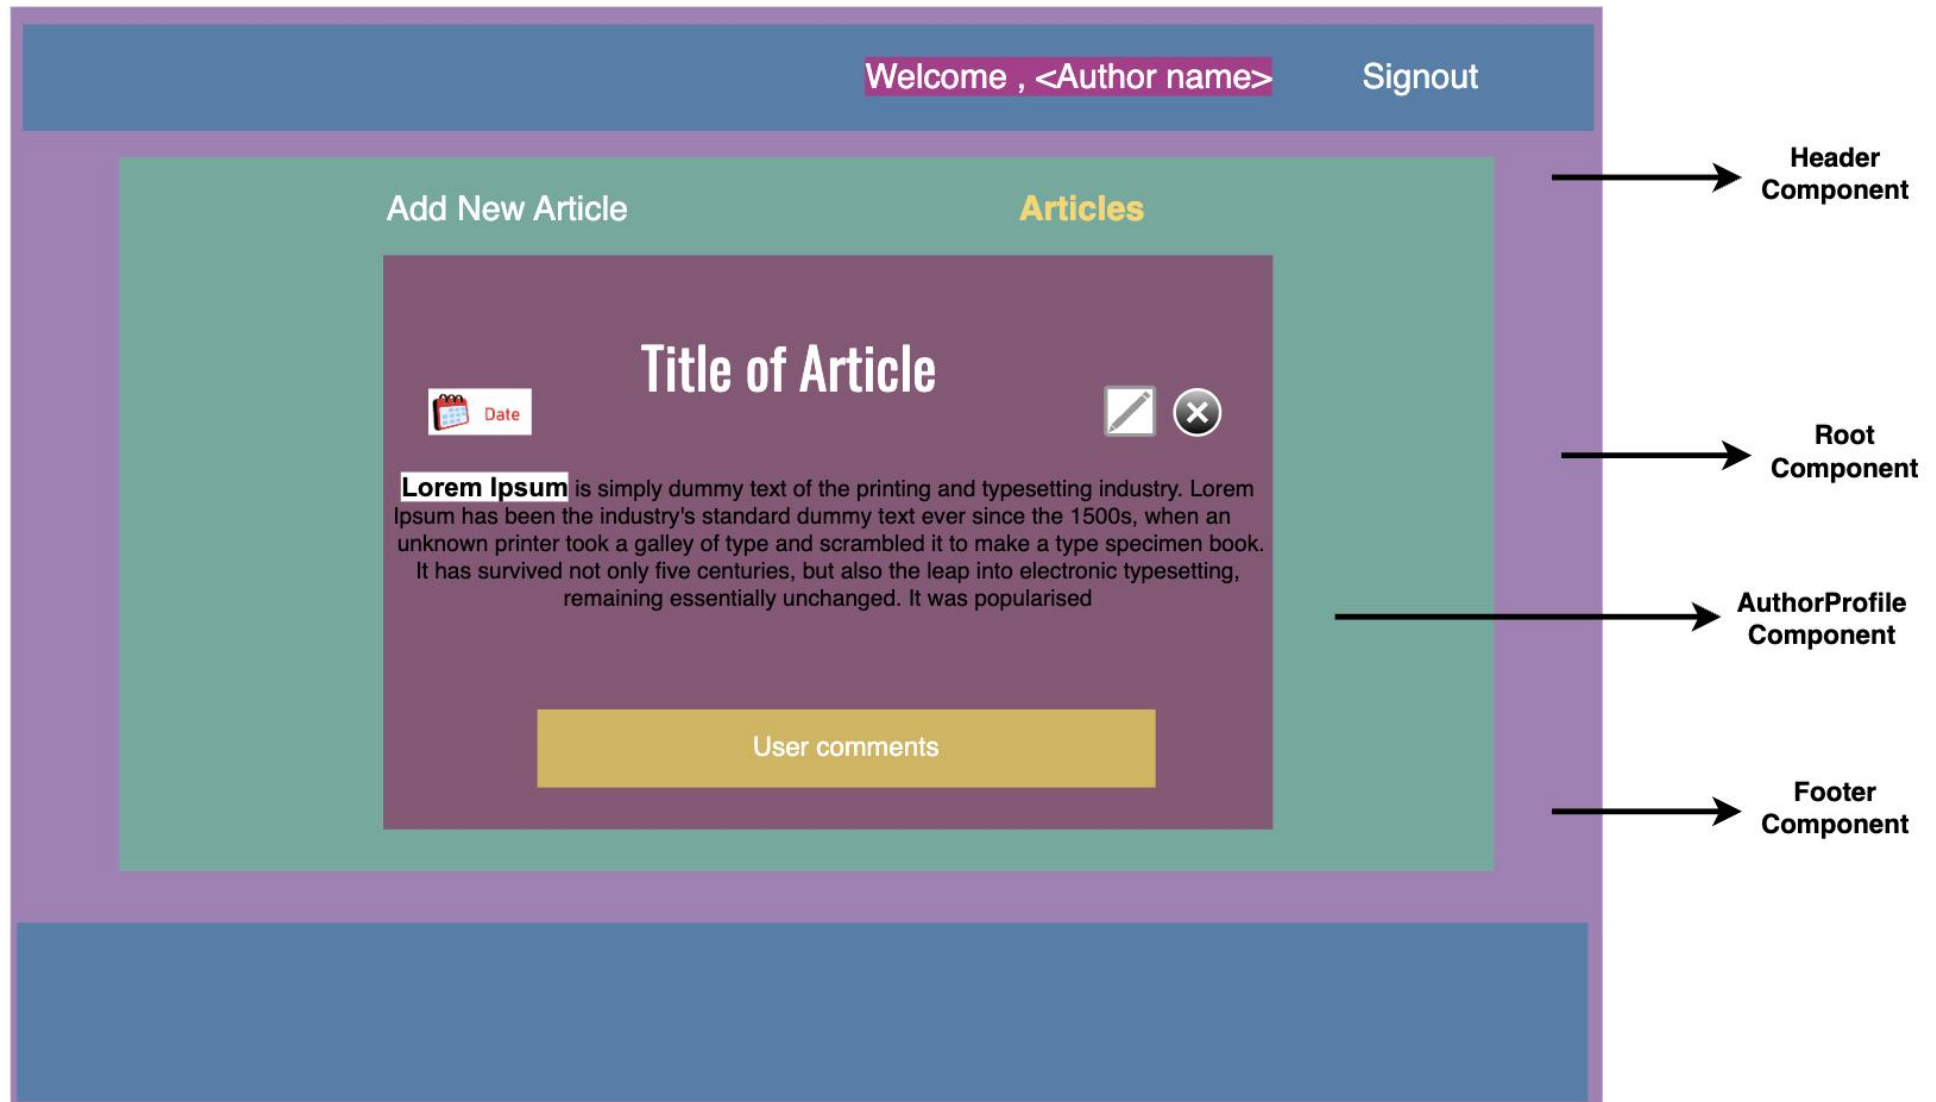 Welcome , <Author name> Signout
Header
Component
Add New Article Articles
Title of Article
Date
Root
Component
Lorem Ipsum is simply dummy text of the printing and typesetting industry. Lorem
Ipsum has been the industry's standard dummy text ever since the 1500s, when an
unknown printer took a galley of type and scrambled it to make a type specimen book.
It has survived not only five centuries, but also the leap into electronic typesetting,
remaining essentially unchanged. It was popularised
AuthorProfile
Component
User comments
Footer
Component